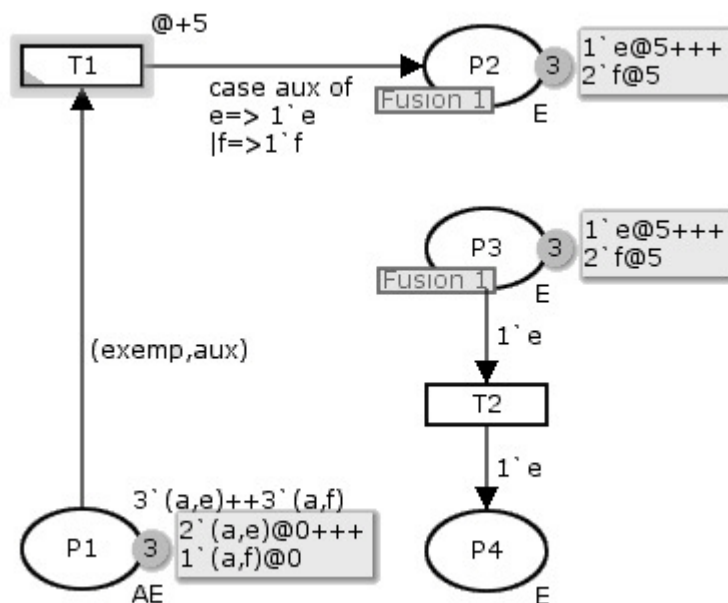 @+5
T1
case aux of
e=> 1`e
|f=>1`f
P2
Fusion 1
E
3
1`e@5+++
2`f@5
P3
Fusion 1
E
3
1`e@5+++
2`f@5
1`e
T2
1`e
P4
E
(exemp,aux)
3`(a,e)++3`(a,f)
P1
3
2`(a,e)@0+++
1`(a,f)@0
AE